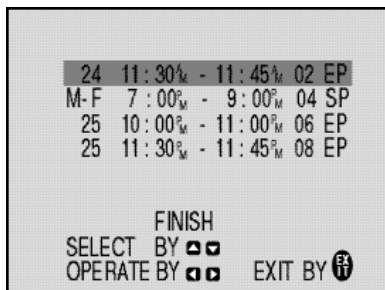 24 11:30AM - 11:45AM 02 EP
M-F 7:00PM - 9:00PM 04 SP
25 10:00PM - 11:00PM 06 EP
25 11:30PM - 11:45PM 08 EP
FINISH
SELECT BY
OPERATE BY EXIT BY EXIT